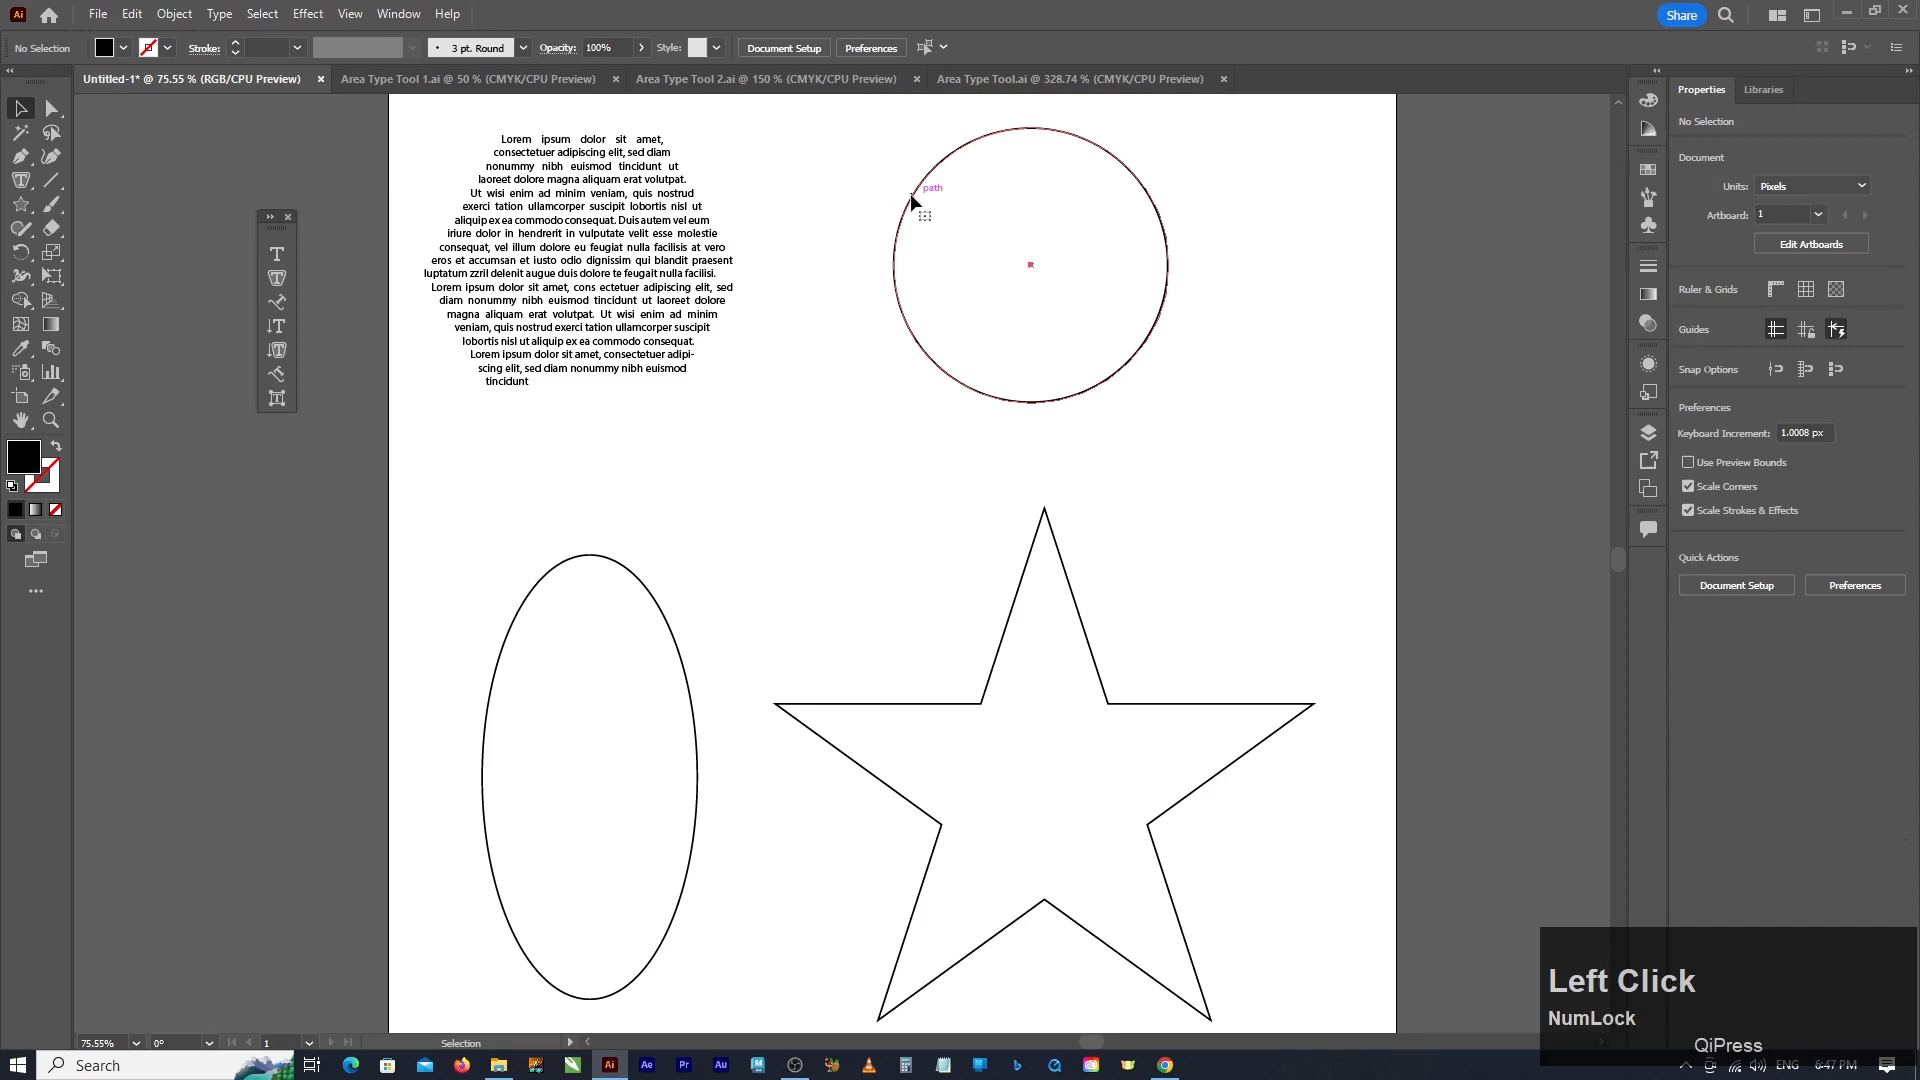 File Edit Object Type Select Effect View Window Help
Share
No Selection
Stroke:
3 pt. Round
Opacity: 100%
Style:
Document Setup
Preferences
Untitled-1* @ 75.55 % (RGB/CPU Preview)
Area Type Tool 1.ai @ 50 % (CMYK/CPU Preview)
Area Type Tool 2.ai @ 150 % (CMYK/CPU Preview)
Area Type Tool.ai @ 328.74 % (CMYK/CPU Preview)
Lorem ipsum dolor sit amet,
consectetuer adipiscing elit, sed diam
nonummy nibh euismod tincidunt ut
laoreet dolore magna aliquam erat volutpat.
Ut wisi enim ad minim veniam, quis nostrud
exerci tation ullamcorper suscipit lobortis nisl ut
aliquip ex ea commodo consequat. Duis autem vel eum
iriure dolor in hendrerit in vulputate velit esse molestie
consequat, vel illum dolore eu feugiat nulla facilisis at vero
eros et accumsan et iusto odio dignissim qui blandit praesent
luptatum zzril delenit augue duis dolore te feugait nulla facilisi.
Lorem ipsum dolor sit amet, cons ectetuer adipiscing elit, sed
diam nonummy nibh euismod tincidunt ut laoreet dolore
magna aliquam erat volutpat. Ut wisi enim ad minim
veniam, quis nostrud exerci tation ullamcorper suscipit
lobortis nisl ut aliquip ex ea commodo consequat.
Lorem ipsum dolor sit amet, consectetuer adipi-
scing elit, sed diam nonummy nibh euismod
tincidunt
path
Properties
Libraries
No Selection
Document
Units: Pixels
Artboard: 1
Edit Artboards
Ruler & Grids
Guides
Snap Options
Preferences
Keyboard Increment: 1.0008 px
Use Preview Bounds
Scale Corners
Scale Strokes & Effects
Quick Actions
Document Setup
Preferences
Left Click
NumLock
QiPress
75.55%
0°
1
Selection
Search
ENG
6:47 PM